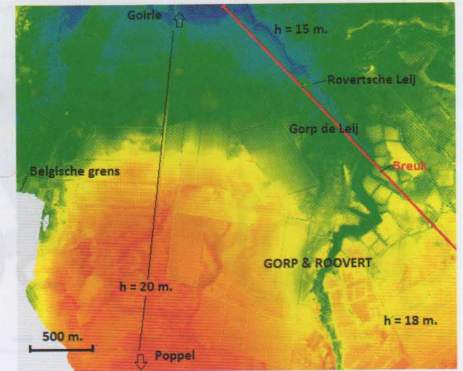 Goirle
h = 15 m.
Rovertsche Leij
Gorp de Leij
Breuk
Belgische grens
GORP & ROOVERT
h = 20 m.
h = 18 m.
500 m.
Poppel